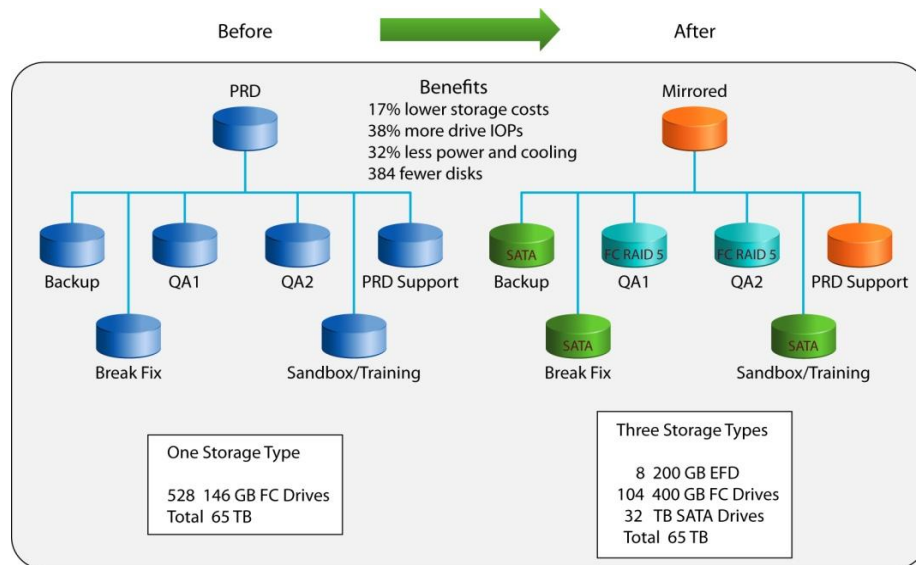 Before
After
Benefits
17% lower storage costs
38% more drive IOPs
32% less power and cooling
384 fewer disks
PRD
Backup
QA1
QA2
PRD Support
Break Fix
Sandbox/Training
One Storage Type
528 146 GB FC Drives
Total 65 TB
Mirrored
SATA
FC RAID 5
FC RAID 5
Backup
QA1
QA2
PRD Support
SATA
SATA
Break Fix
Sandbox/Training
Three Storage Types
8 200 GB EFD
104 400 GB FC Drives
32 TB SATA Drives
Total 65 TB